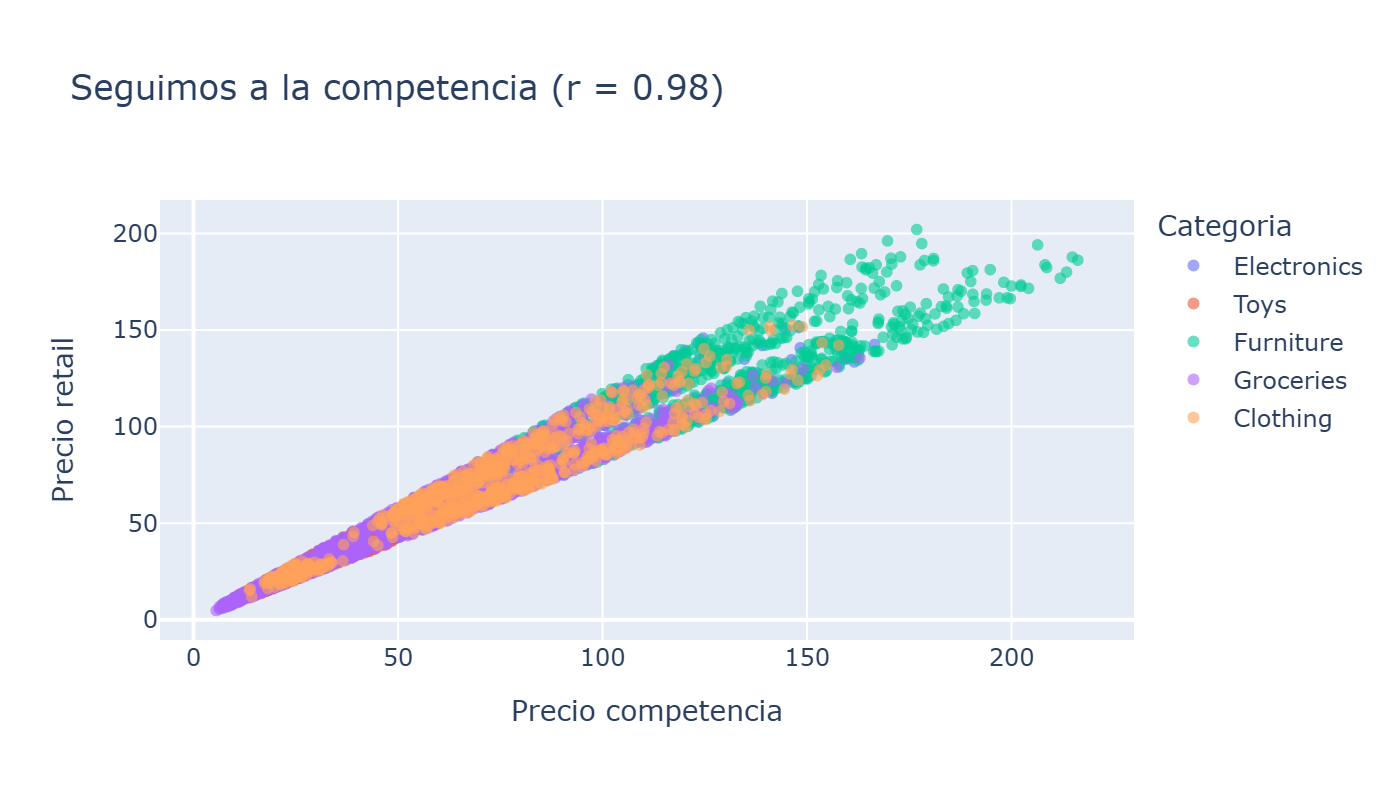 Seguimos a la competencia (r = 0.98)
Categoria
Electronics
Toys
Furniture
Groceries
Clothing
Precio retail
200
150
100
50
0
0 50 100 150 200
Precio competencia